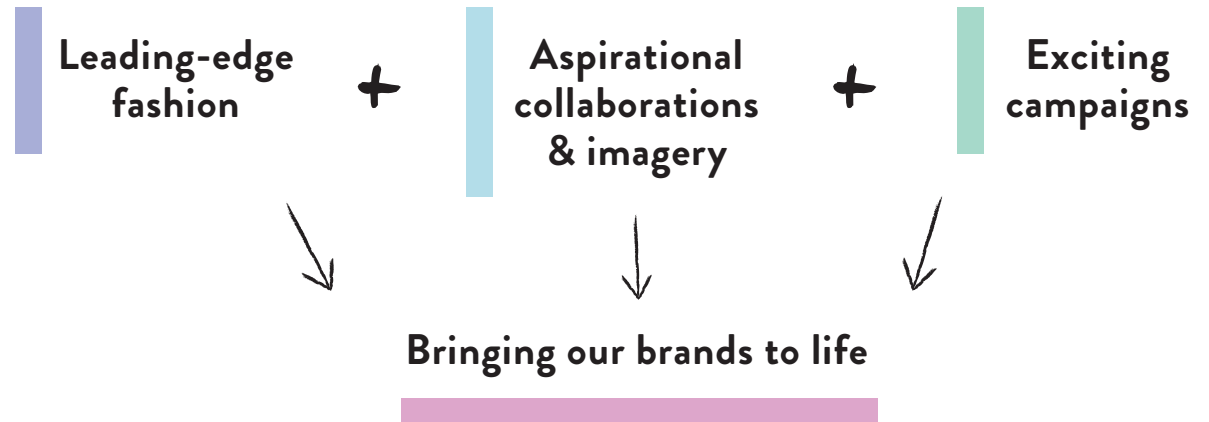 Leading-edge
fashion
+
Aspirational
collaborations
& imagery
+
Exciting
campaigns
Bringing our brands to life